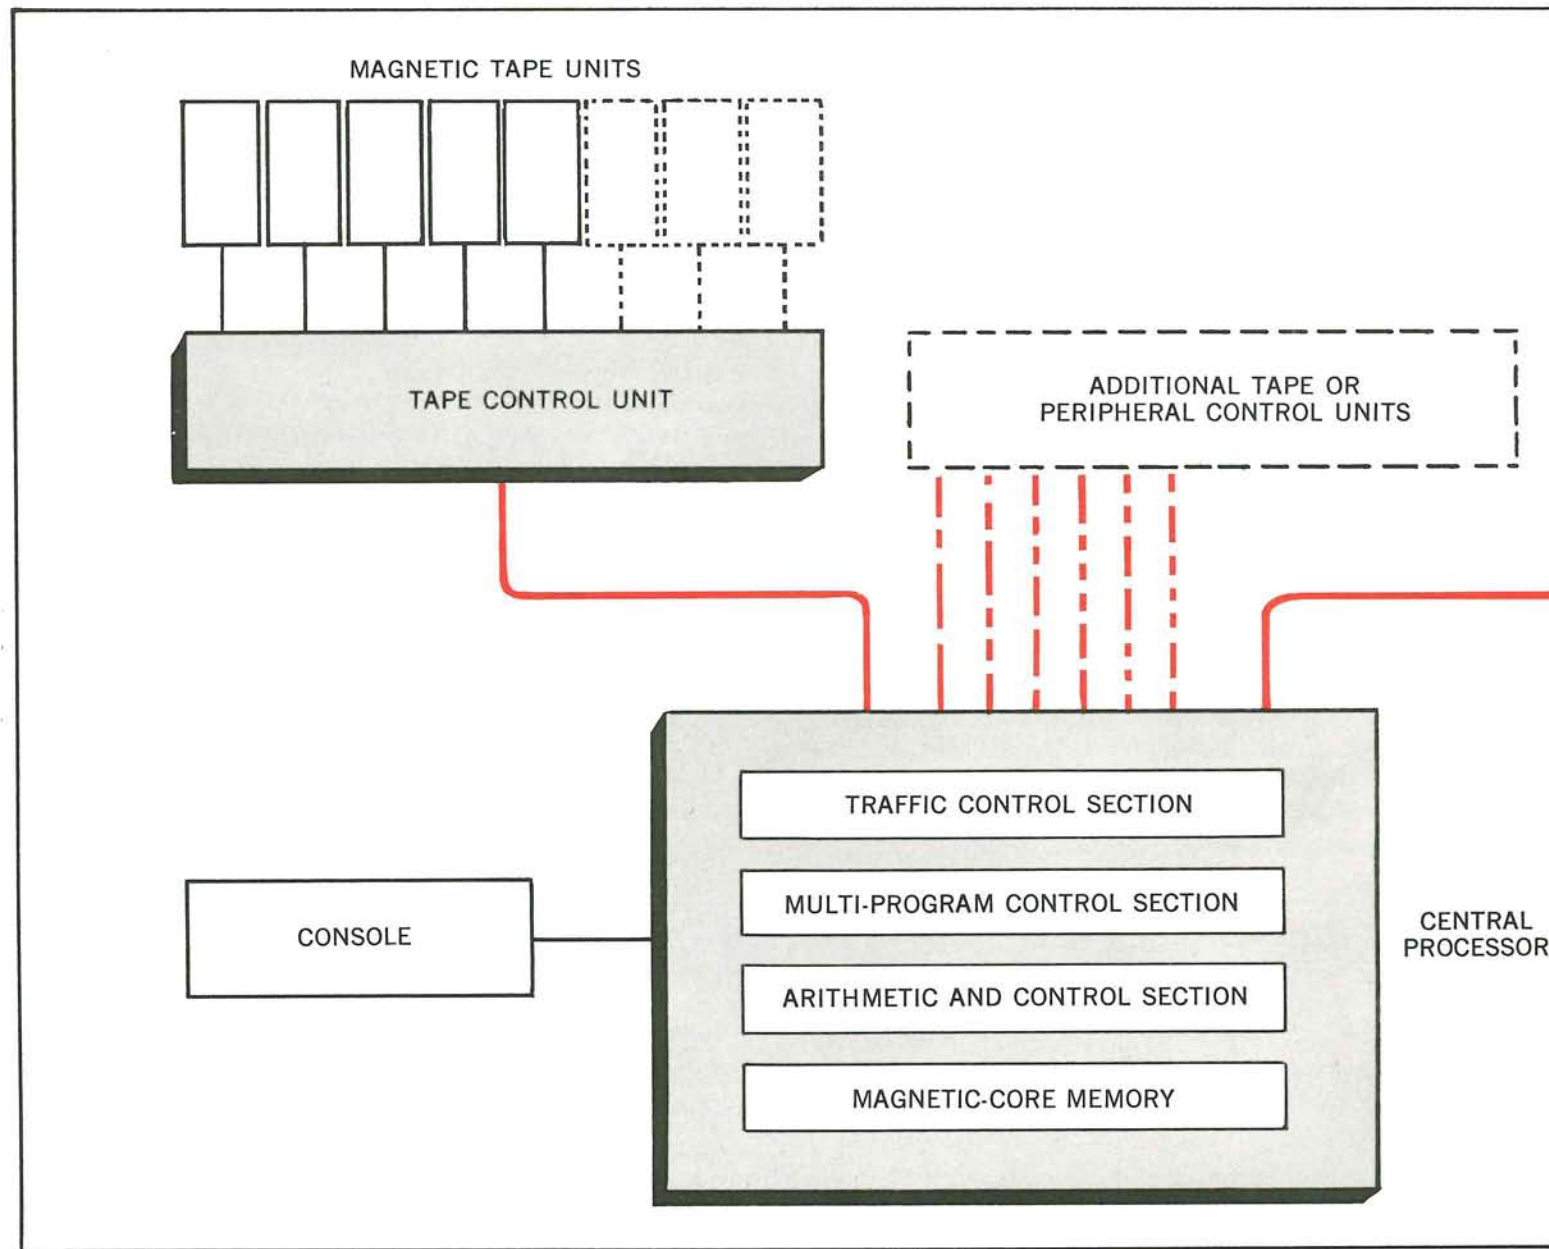 MAGNETIC TAPE UNITS
TAPE CONTROL UNIT
ADDITIONAL TAPE OR
PERIPHERAL CONTROL UNITS
TRAFFIC CONTROL SECTION
MULTI-PROGRAM CONTROL SECTION
ARITHMETIC AND CONTROL SECTION
MAGNETIC-CORE MEMORY
CONSOLE
CENTRAL
PROCESSOR